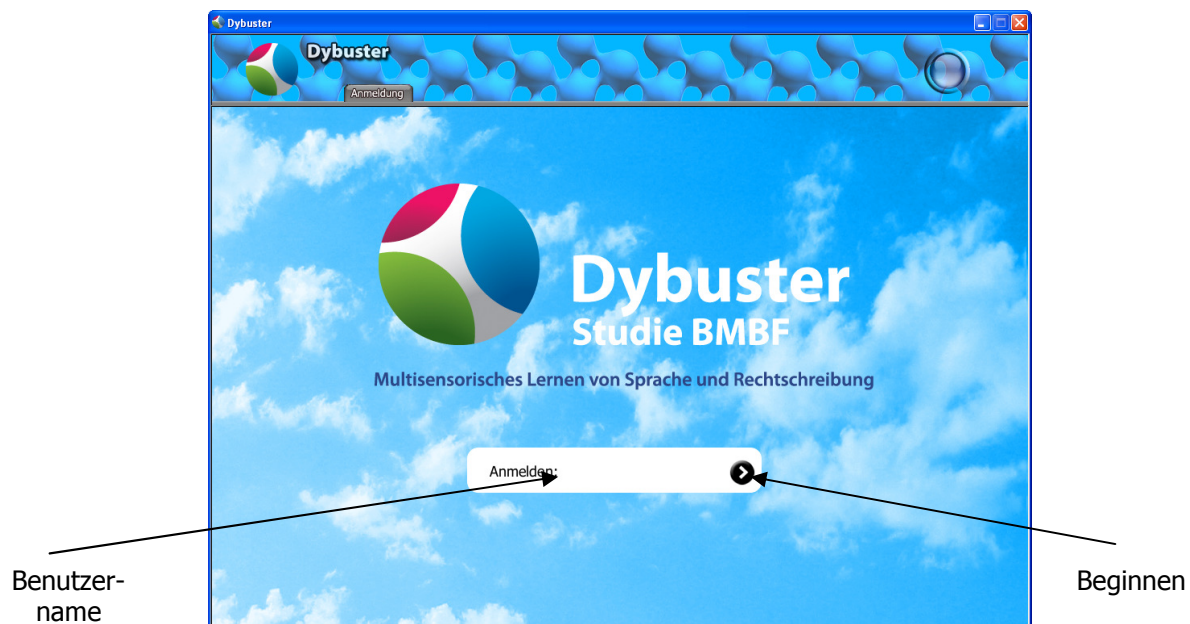 Dybuster
Dybuster
Anmeldung
Dybuster
Studie BMBF
Multisensorisches Lernen von Sprache und Rechtschreibung
Anmelden:
Benutzer-
name
Beginnen